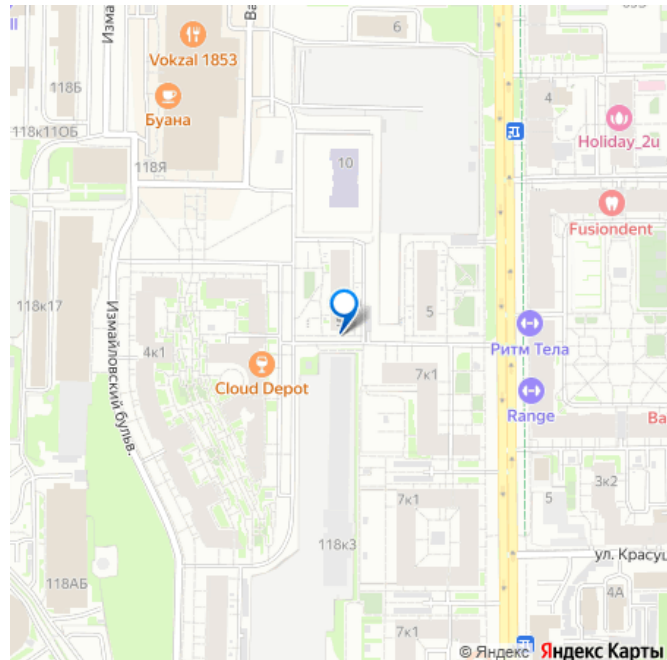 6
Vokzal 1853
118Б
Буана
118к11ОБ
118Я
10
4
Holiday_2u
Fusiondent
118к17
Измайловский бульв.
5
4к1
Cloud Depot
Ритм Тела
7к1
Range
Ва
7к1
5
3к2
118к3
ул. Красуц
118АБ
4А
7к1
© Яндекс Яндекс Карты